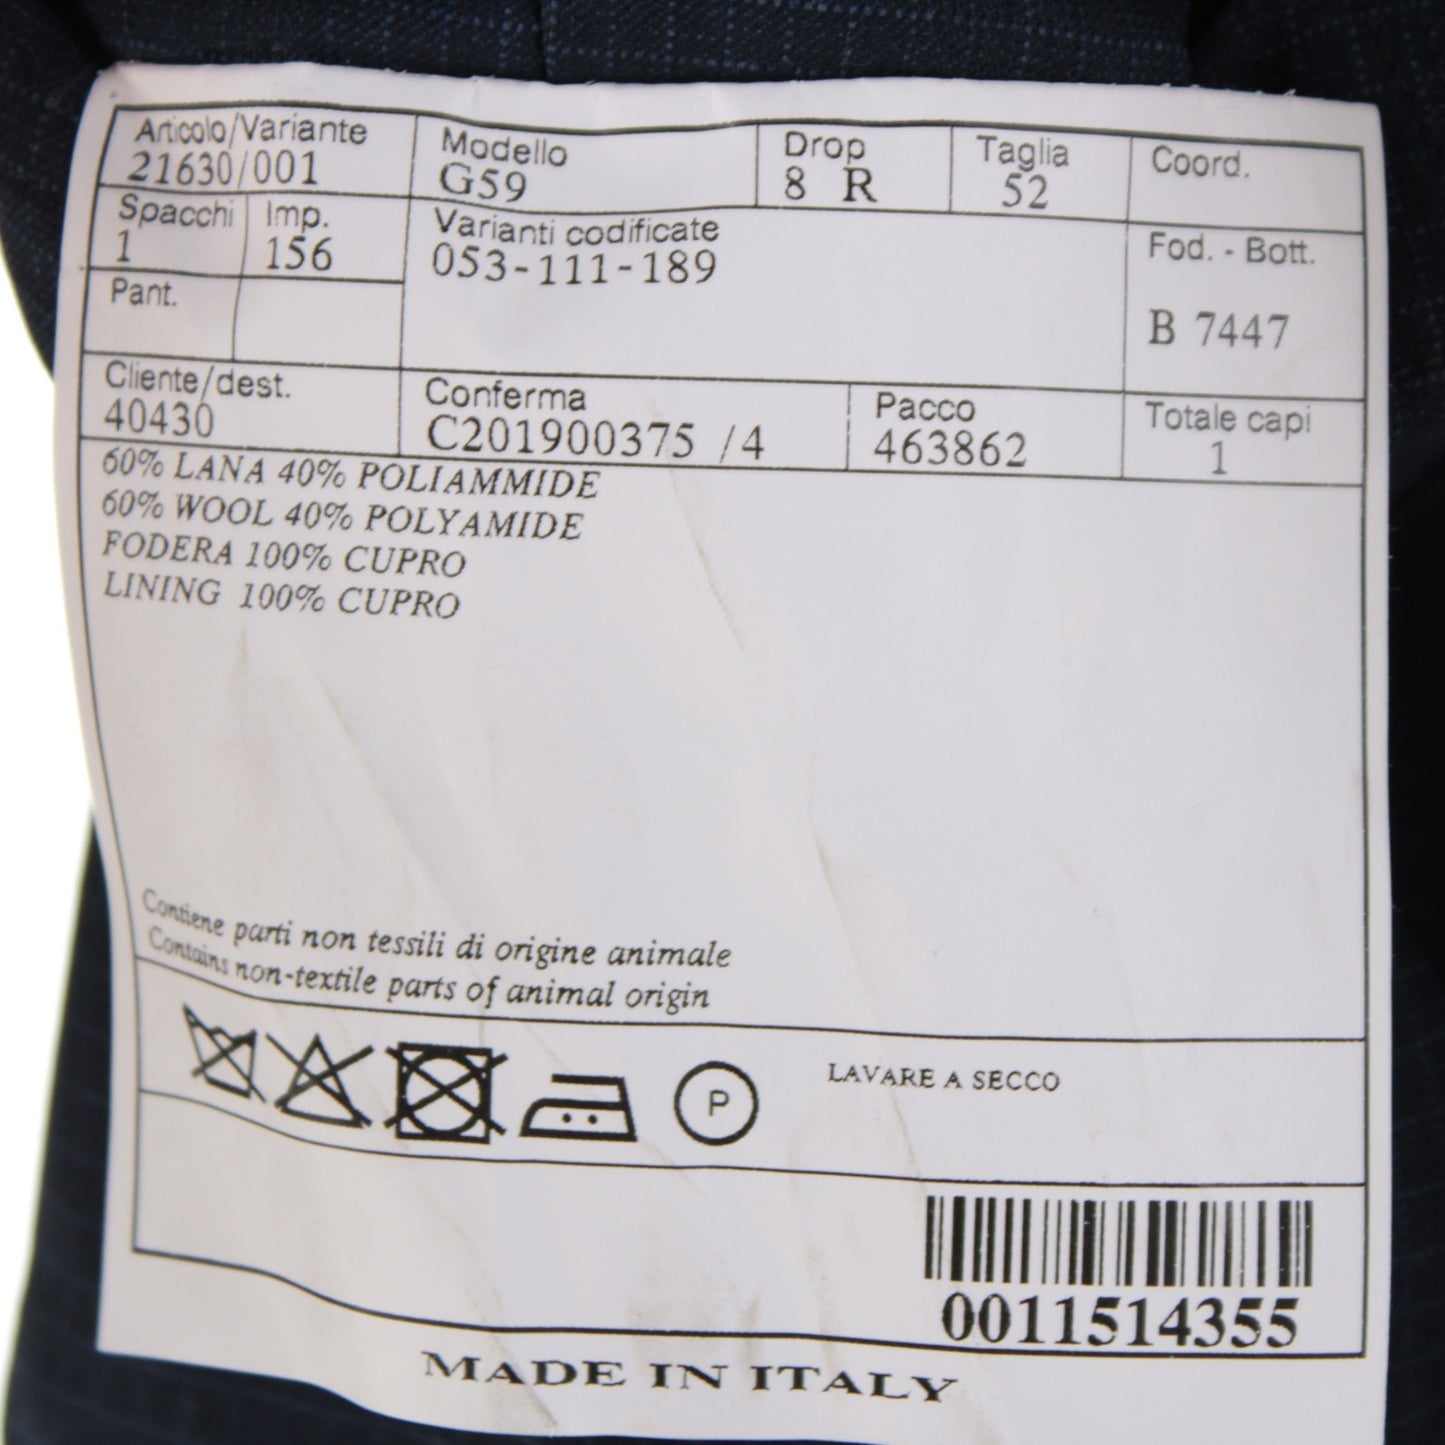 Articolo/Variante Modello Drop Taglia Coord.
21630/001 G59 8 R 52
Spacchi Imp. Varianti codificate Fod. - Bott.
1 156 053-111-189
Pant. B 7447
Cliente/dest. Conferma Pacco Totale capi
40430 C201900375 /4 463862 1
60% LANA 40% POLIAMMIDE
60% WOOL 40% POLYAMIDE
FODERA 100% CUPRO
LINING 100% CUPRO
Contiene parti non tessili di origine animale
Contains non-textile parts of animal origin
P LAVARE A SECCO
0011514355
MADE IN ITALY